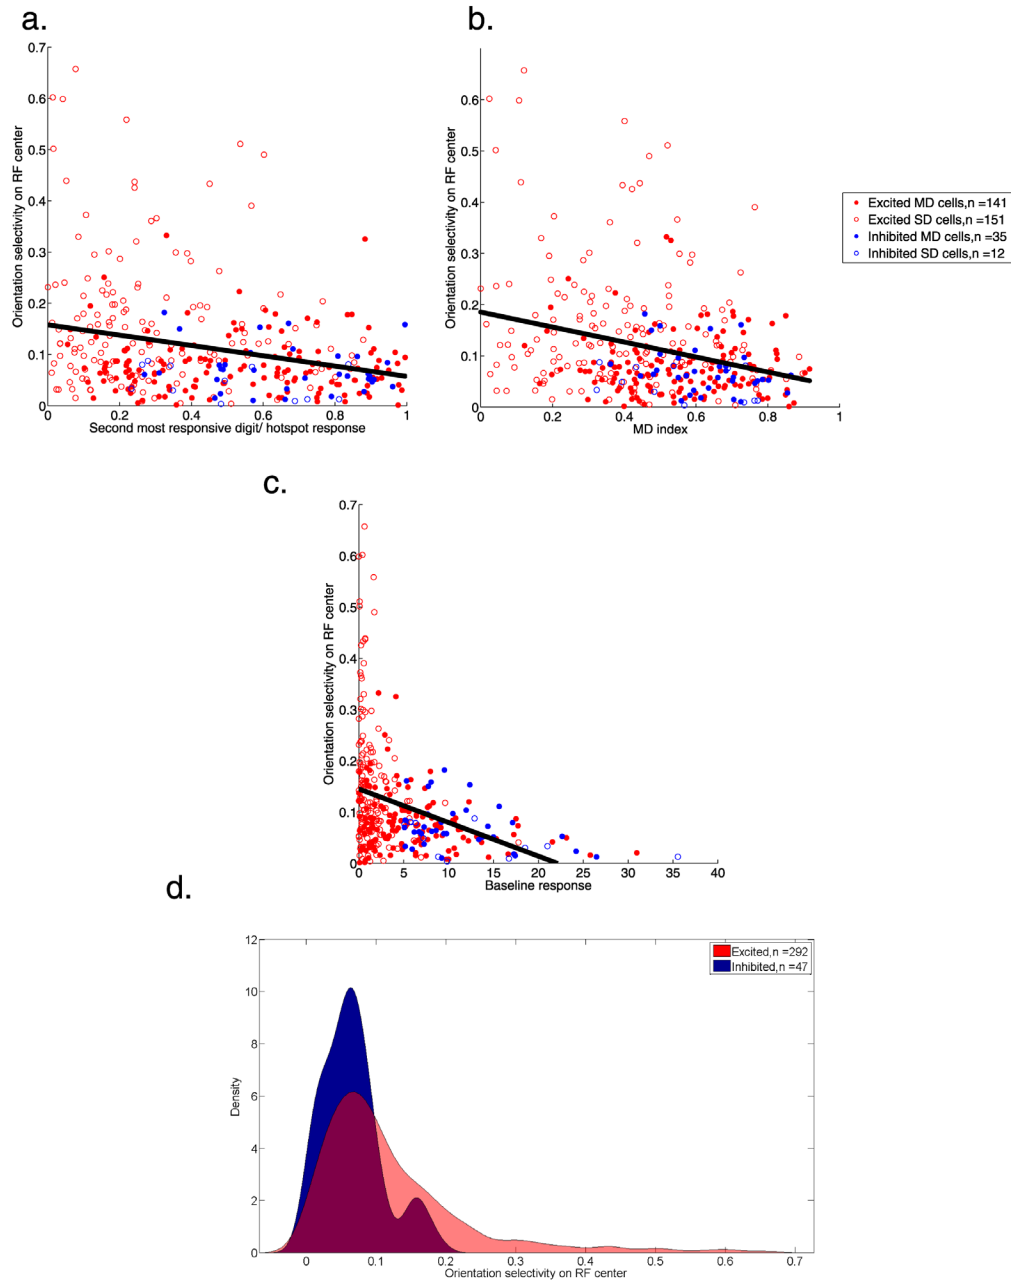 a.
0.7
0.6
0.5
0.4
0.3
0.2
0.1
0
0 0.2 0.4 0.6 0.8 1
Orientation selectivity on RF center
Second most responsive digit/ hotspot response
b.
0.6
0.5
0.4
0.3
0.2
0.1
0
0 0.2 0.4 0.6 0.8 1
Orientation selectivity on RF center
MD index
Excited MD cells,n =141
Excited SD cells,n =151
Inhibited MD cells,n =35
Inhibited SD cells,n =12
c.
0.7
0.6
0.5
0.4
0.3
0.2
0.1
0
0 5 10 15 20 25 30 35 40
Orientation selectivity on RF center
Baseline response
d.
12
10
8
6
4
2
0
0 0.1 0.2 0.3 0.4 0.5 0.6 0.7
Density
Orientation selectivity on RF center
Excited,n =292
Inhibited,n =47